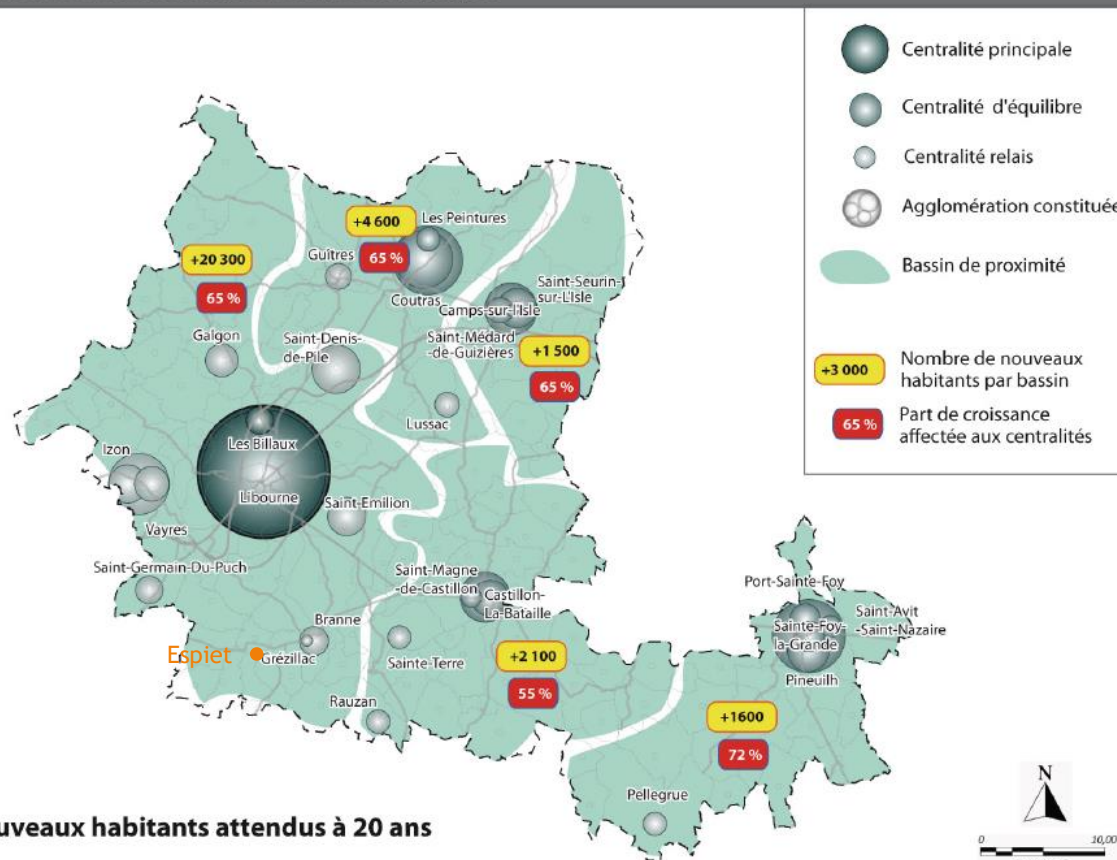 Centralité principale
Centralité d'équilibre
Centralité relais
Agglomération constituée
Bassin de proximité
+3 000
Nombre de nouveaux
habitants par bassin
65 %
Part de croissance
affectée aux centralités
+4 600
65 %
Les Peintures
Guîtres
Coutras
+20 300
65 %
Galgon
Saint-Denis-
de-Pile
Camps-sur-l'Isle
Saint-Seurin-
sur-L'Isle
Saint-Médard
-de-Guizières
+1 500
65 %
Lussac
Les Billaux
Libourne
Izon
Vayres
Saint-Emilion
Saint-Germain-Du-Puch
Saint-Magne
-de-Castillon
Castillon-
La-Bataille
Branne
Espiet
Grézillac
Sainte-Terre
Rauzan
+2 100
55 %
Port-Sainte-Foy
Saint-Avit
-Saint-Nazaire
Sainte-Foy-
la-Grande
Pineuilh
+1600
72 %
Pellegrue
uveaux habitants attendus à 20 ans
N
0
10,00